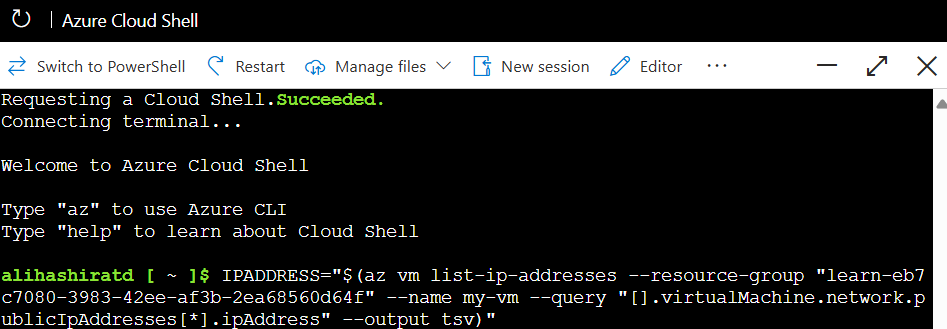 Azure Cloud Shell
Switch to PowerShell Restart Manage files New session Editor ...
Requesting a Cloud Shell.Succeeded.
Connecting terminal...
Welcome to Azure Cloud Shell
Type "az" to use Azure CLI
Type "help" to learn about Cloud Shell
alihashiratd [ ~ ]$ IPADDRESS="$(az vm list-ip-addresses --resource-group "learn-eb7
c7080-3983-42ee-af3b-2ea68560d64f" --name my-vm --query "[].virtualMachine.network.p
ublicIpAddresses[*].ipAddress" --output tsv)"